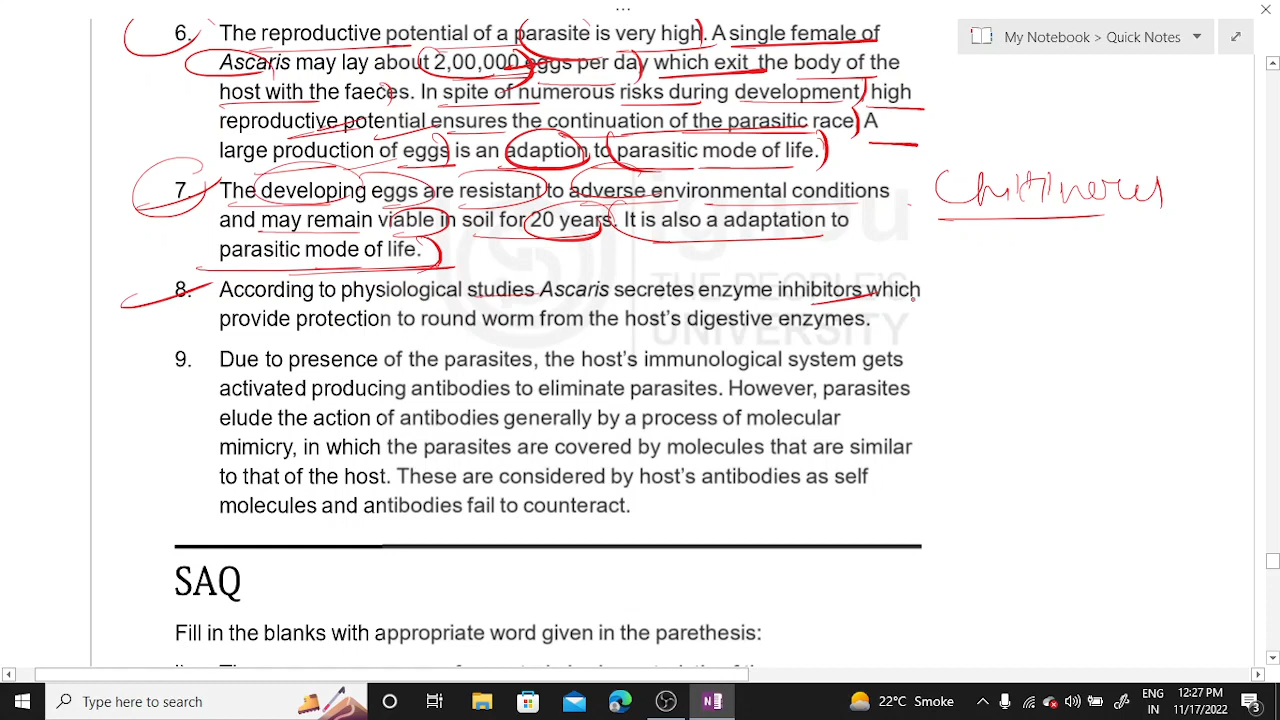 My Notebook > Quick Notes
6. The reproductive potential of a parasite is very high. A single female of
Ascaris may lay about 2,00,000 eggs per day which exit the body of the
host with the faeces. In spite of numerous risks during development, high
reproductive potential ensures the continuation of the parasitic race. A
large production of eggs is an adaption to parasitic mode of life.
7. The developing eggs are resistant to adverse environmental conditions
and may remain viable in soil for 20 years. It is also a adaptation to
parasitic mode of life.
8. According to physiological studies Ascaris secretes enzyme inhibitors which
provide protection to round worm from the host's digestive enzymes.
ignou
THE PEOPLE'S
UNIVERSITY
9. Due to presence of the parasites, the host's immunological system gets
activated producing antibodies to eliminate parasites. However, parasites
elude the action of antibodies generally by a process of molecular
mimicry, in which the parasites are covered by molecules that are similar
to that of the host. These are considered by host's antibodies as self
molecules and antibodies fail to counteract.
SAQ
Fill in the blanks with appropriate word given in the parethesis:
Type here to search
22°C Smoke
ENG
IN
12:27 PM
11/17/2022
3